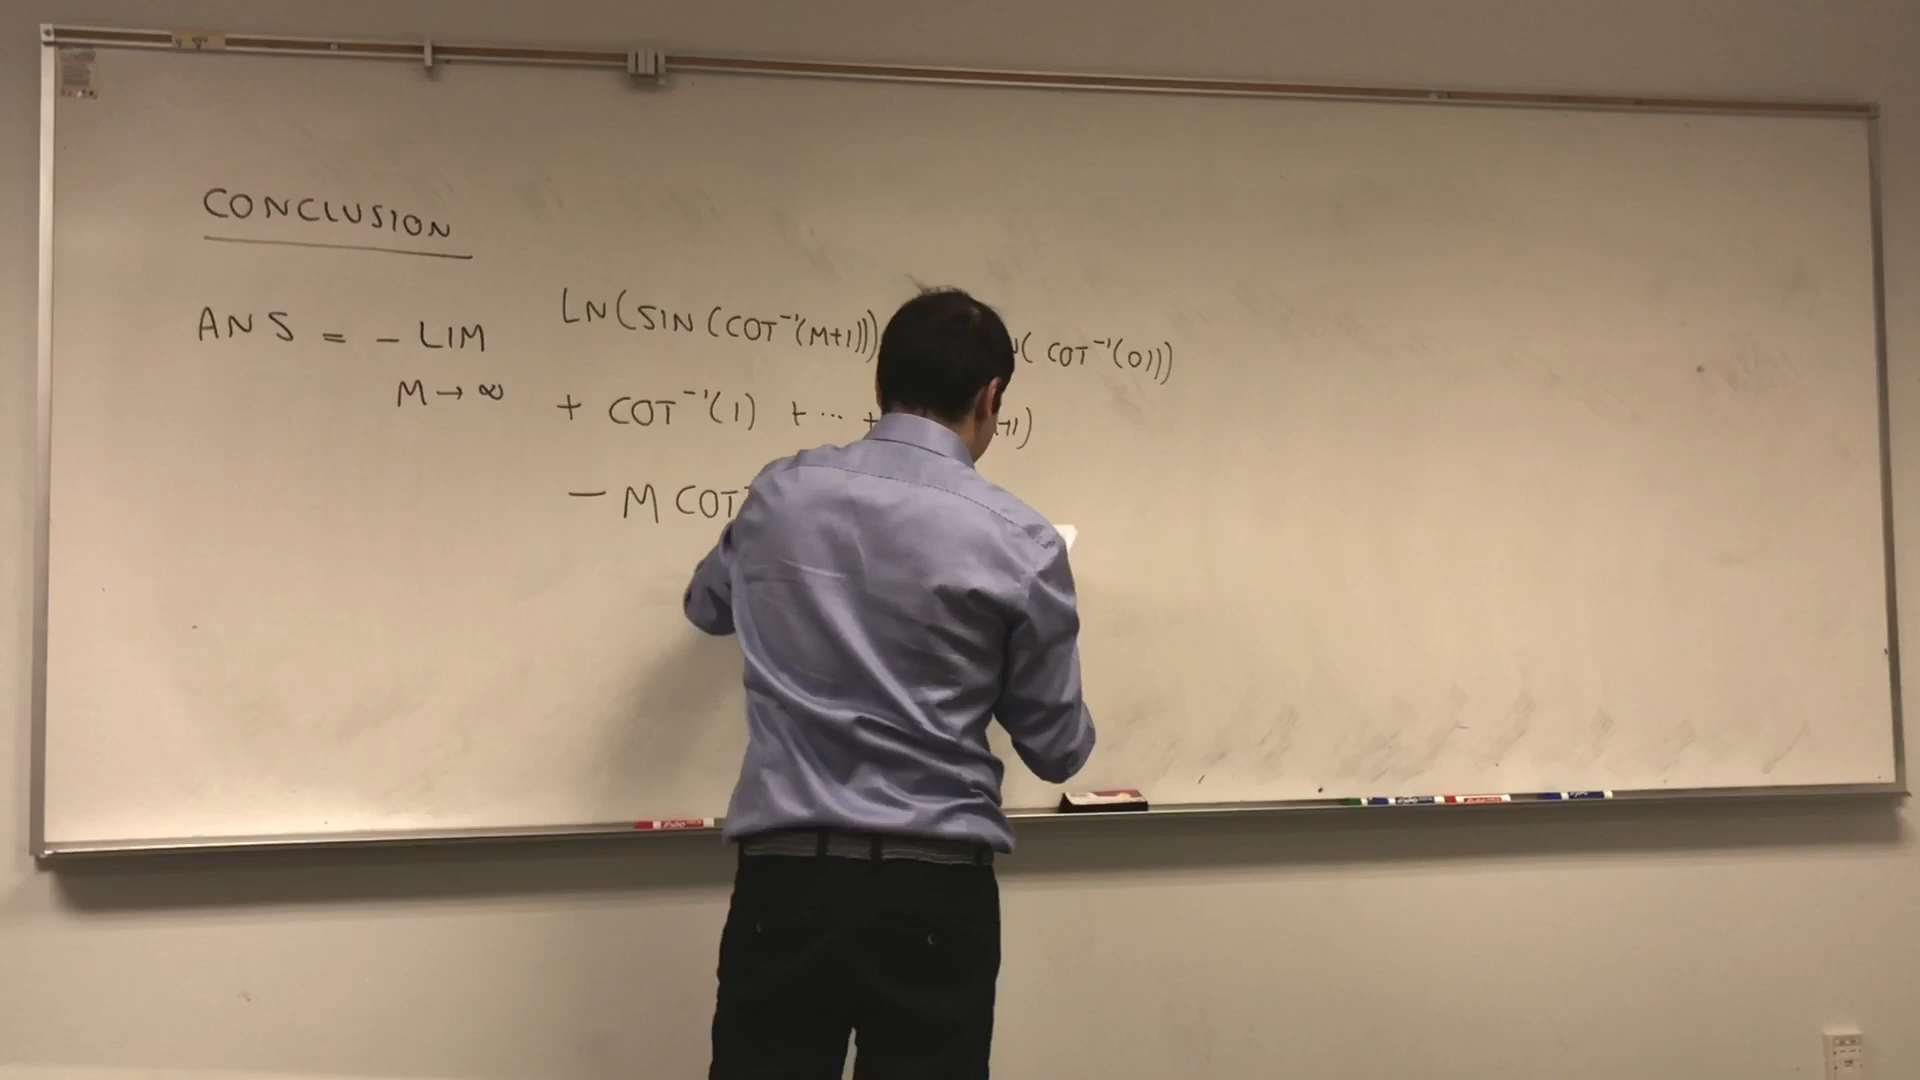 CONCLUSION
ANS = - LIM LN(SIN(COT⁻¹(M+1))) ( COT⁻¹(0)))
M → ∞ + COT⁻¹(1) + ... + +1)
- M COT